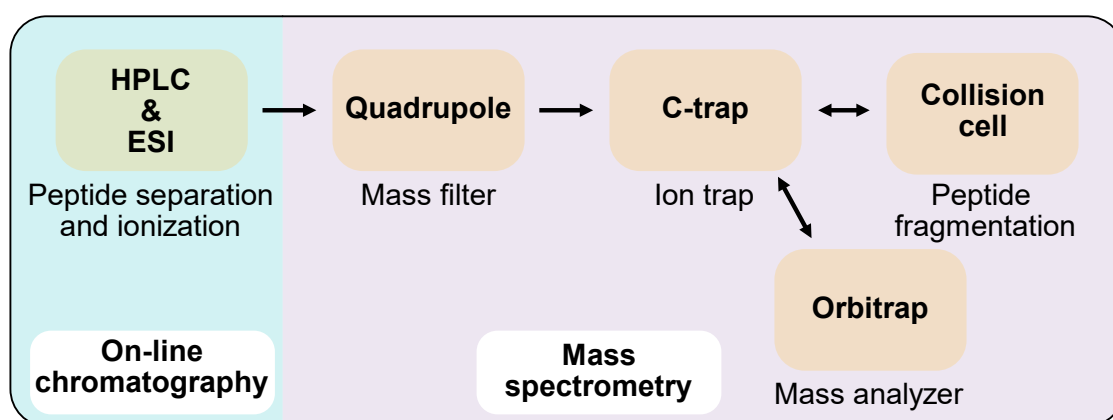 HPLC
&
ESI
Peptide separation
and ionization
Quadrupole
Mass filter
C-trap
Ion trap
Collision
cell
Peptide
fragmentation
Orbitrap
Mass analyzer
On-line
chromatography
Mass
spectrometry